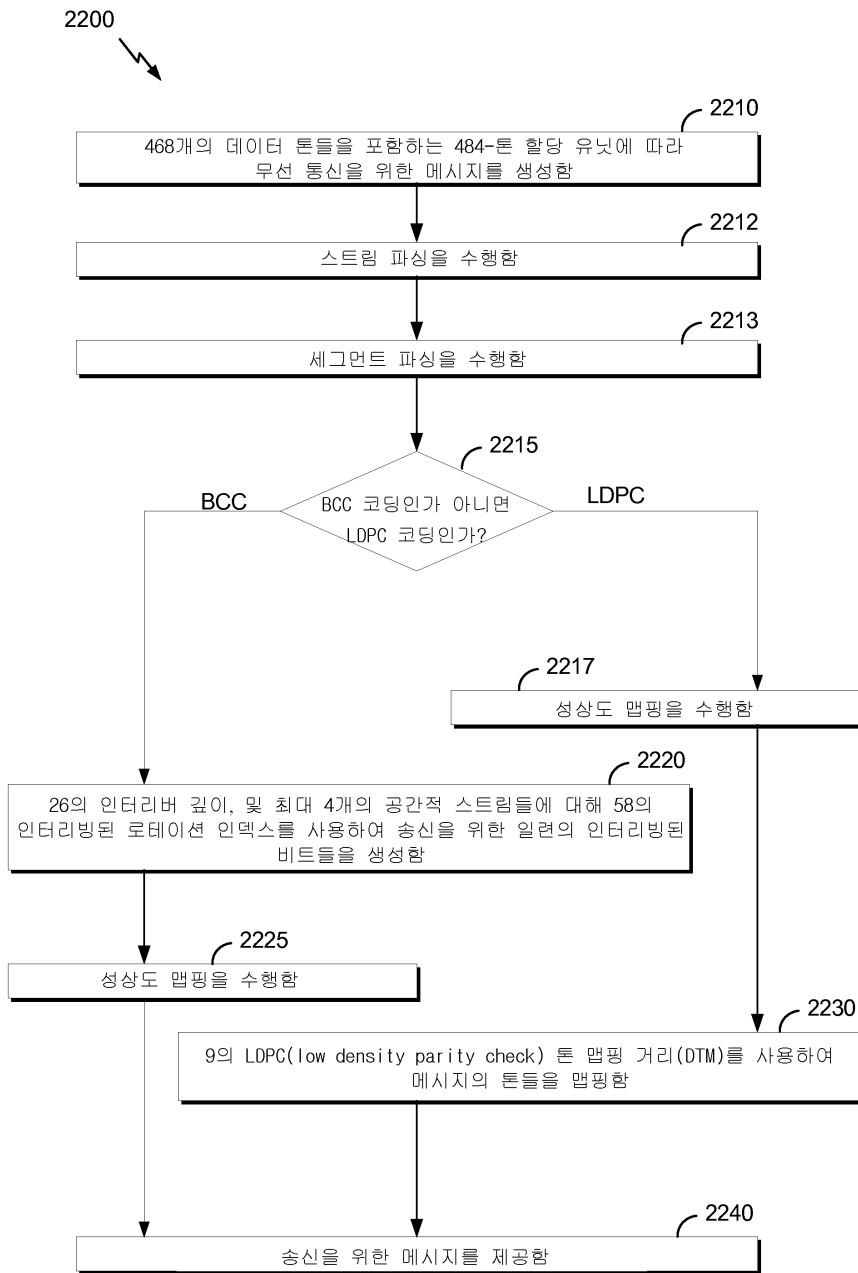 2200
2210
468개의 데이터 톤들을 포함하는 484-톤 할당 유닛에 따라
무선 통신을 위한 메시지를 생성함
2212
스트림 파싱을 수행함
2213
세그먼트 파싱을 수행함
2215
BCC 코딩인가 아니면
LDPC 코딩인가?
BCC
LDPC
2217
성상도 맵핑을 수행함
2220
26의 인터리버 깊이, 및 최대 4개의 공간적 스트림들에 대해 58의
인터리빙된 로테이션 인덱스를 사용하여 송신을 위한 일련의 인터리빙된
비트들을 생성함
2225
성상도 맵핑을 수행함
2230
9의 LDPC(low density parity check) 톤 맵핑 거리(DTM)를 사용하여
메시지의 톤들을 맵핑함
2240
송신을 위한 메시지를 제공함